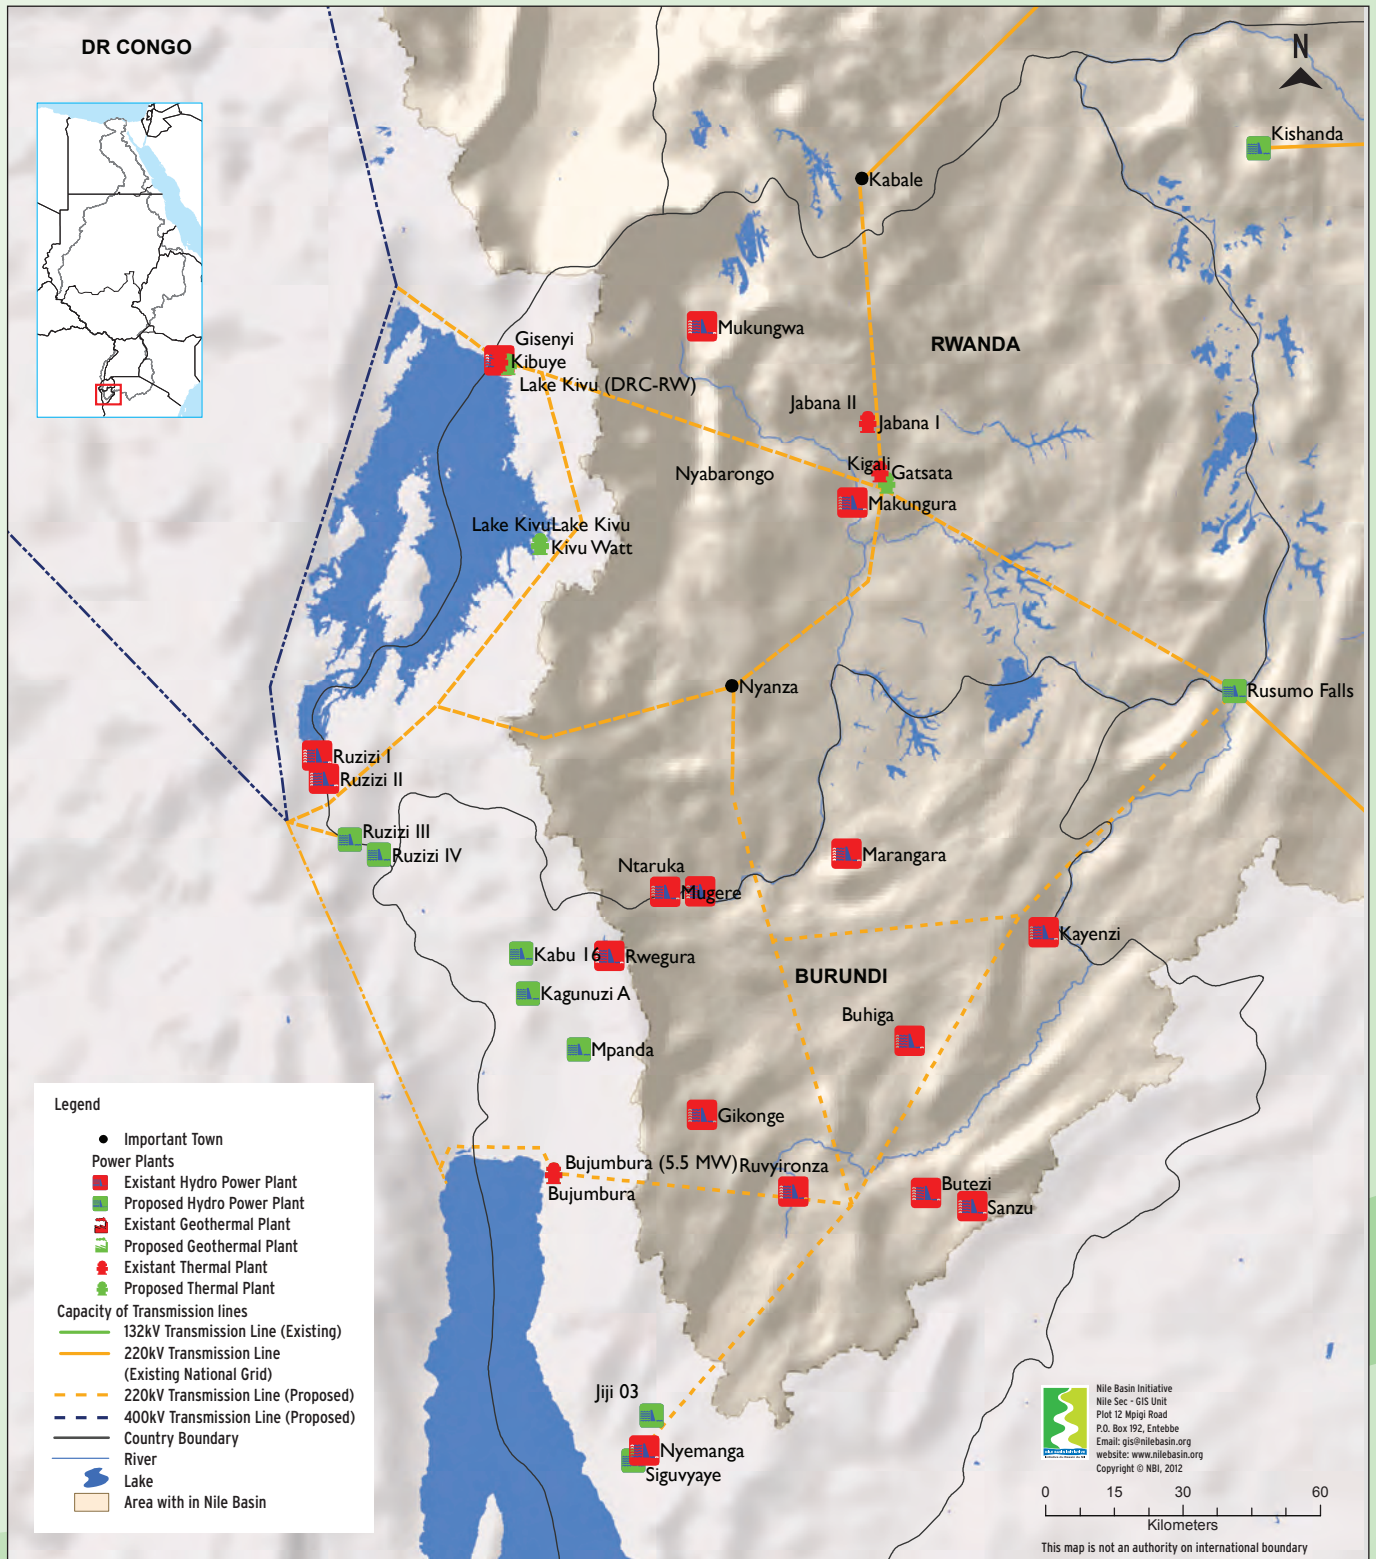 DR CONGO
N
Kishanda
Kabale
Mukungwa
RWANDA
Gisenyi
Kibuye
Lake Kivu (DRC-RW)
Jabana II
Jabana I
Kigali
Gatsata
Nyabarongo
Makungura
Lake Kivu
Lake Kivu
Kivu Watt
Nyanza
Rusumo Falls
Ruzizi I
Ruzizi II
Ruzizi III
Ruzizi IV
Marangara
Ntaruka
Mugere
Kayenzi
Kabu 16
Rwegura
BURUNDI
Kagunuzi A
Buhiga
Mpanda
Gikonge
Bujumbura (5.5 MW)
Ruvyironza
Bujumbura
Butezi
Sanzu
Jiji 03
Nyemanga
Siguvyaye
Legend
Important Town
Power Plants
Existant Hydro Power Plant
Proposed Hydro Power Plant
Existant Geothermal Plant
Proposed Geothermal Plant
Existant Thermal Plant
Proposed Thermal Plant
Capacity of Transmission lines
132kV Transmission Line (Existing)
220kV Transmission Line
(Existing National Grid)
220kV Transmission Line (Proposed)
400kV Transmission Line (Proposed)
Country Boundary
River
Lake
Area with in Nile Basin
Nile Basin Initiative
Nile Sec - GIS Unit
Plot 12 Mpigi Road
P.O. Box 192, Entebbe
Email: gis@nilebasin.org
website: www.nilebasin.org
Copyright © NBI, 2012
0 15 30 60
Kilometers
This map is not an authority on international boundary